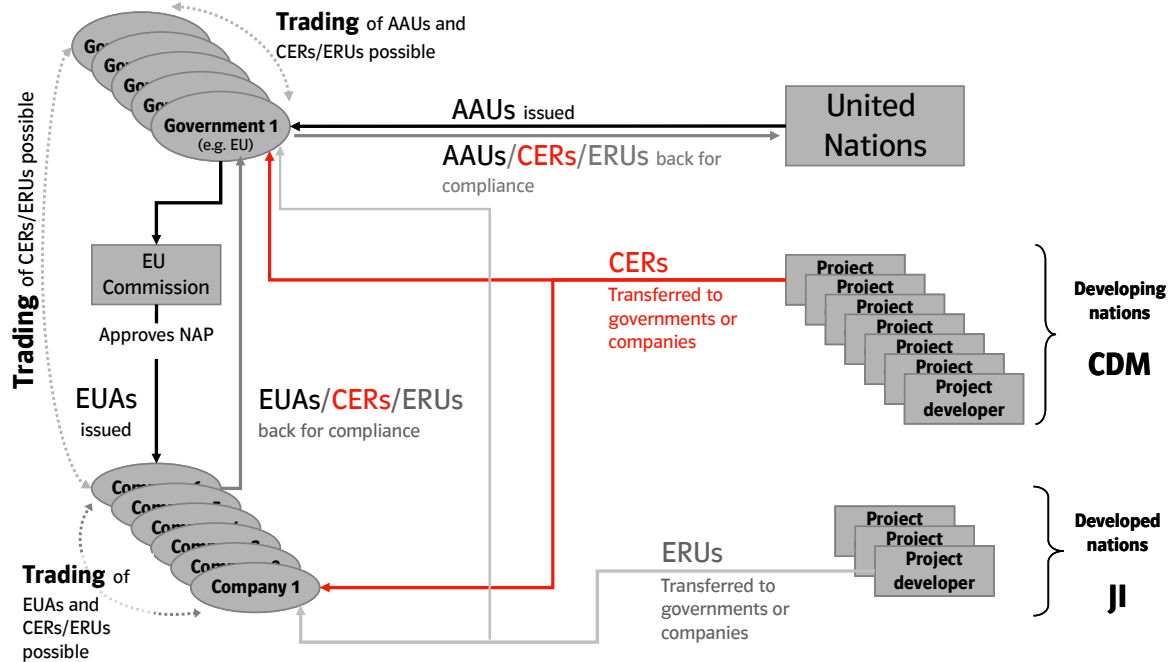 Trading of AAUs and
CERs/ERUs possible
Trading of CERs/ERUs possible
Government 1
(e.g. EU)
AAUs issued
AAUs/CERs/ERUs back for
compliance
United
Nations
EU
Commission
Approves NAP
EUAs
issued
EUAs/CERs/ERUs
back for compliance
CERs
Transferred to
governments or
companies
Project
Project
Project
Project
Project
Project
Project
developer
Developing
nations
CDM
Company 1
Trading of
EUAs and
CERs/ERUs
possible
ERUs
Transferred to
governments or
companies
Project
Project
Project
developer
Developed
nations
JI